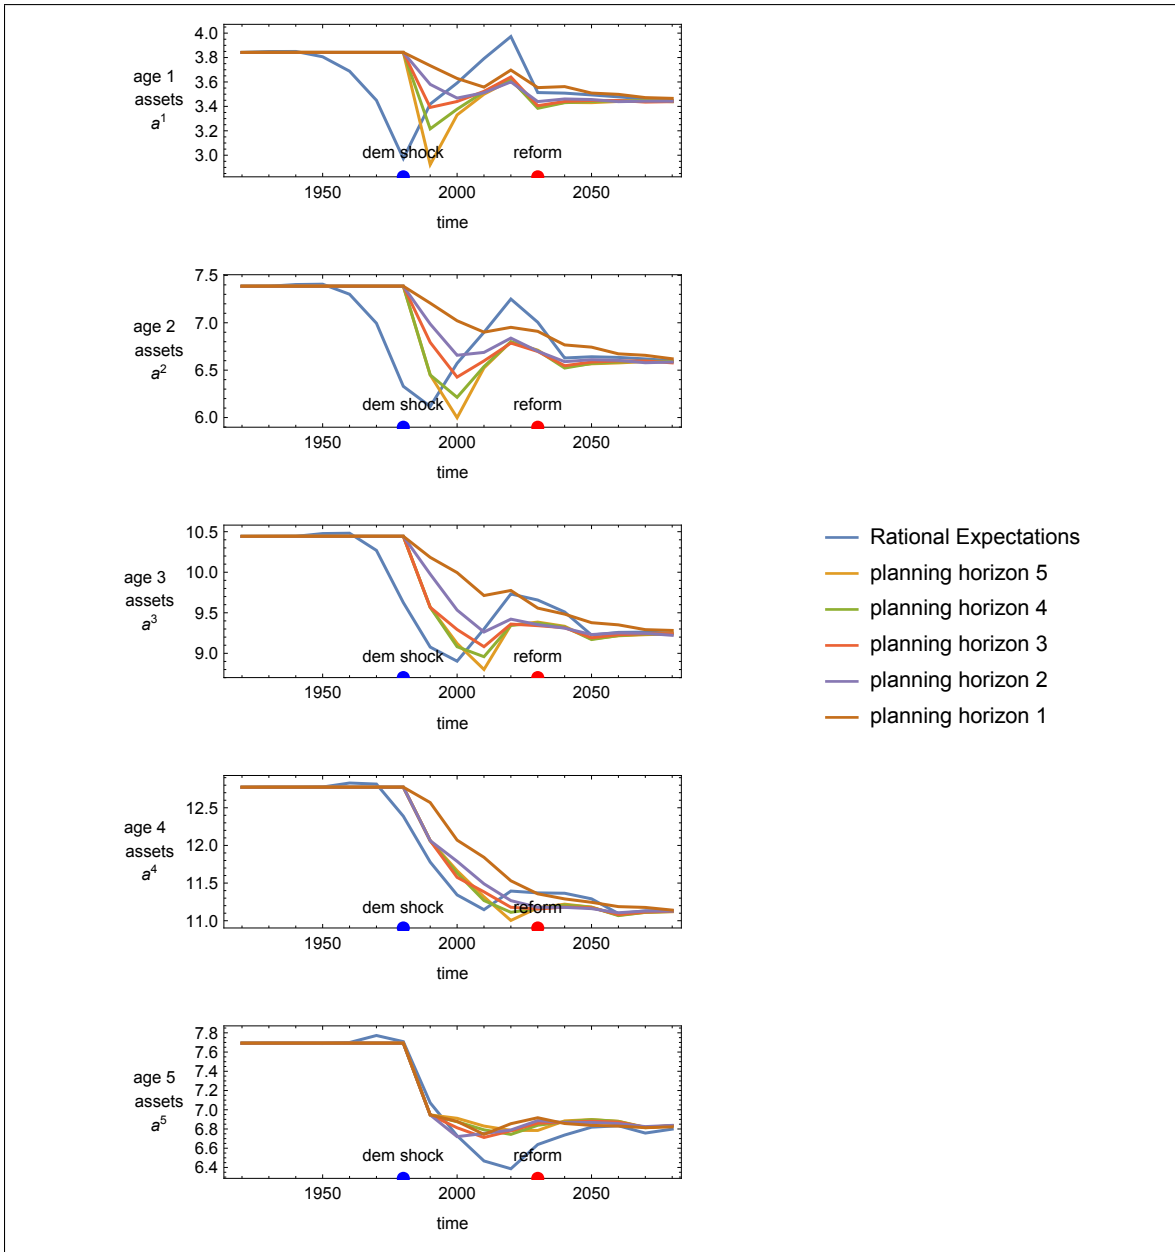 4.0
3.8
3.6
3.4
3.2
3.0
age 1
assets
a¹
dem shock
reform
1950
2000
2050
time
7.5
7.0
6.5
6.0
age 2
assets
a²
dem shock
reform
1950
2000
2050
time
10.5
10.0
9.5
9.0
age 3
assets
a³
dem shock
reform
1950
2000
2050
time
Rational Expectations
planning horizon 5
planning horizon 4
planning horizon 3
planning horizon 2
planning horizon 1
12.5
12.0
11.5
11.0
age 4
assets
a⁴
dem shock
reform
1950
2000
2050
time
7.8
7.6
7.4
7.2
7.0
6.8
6.6
6.4
age 5
assets
a⁵
dem shock
reform
1950
2000
2050
time